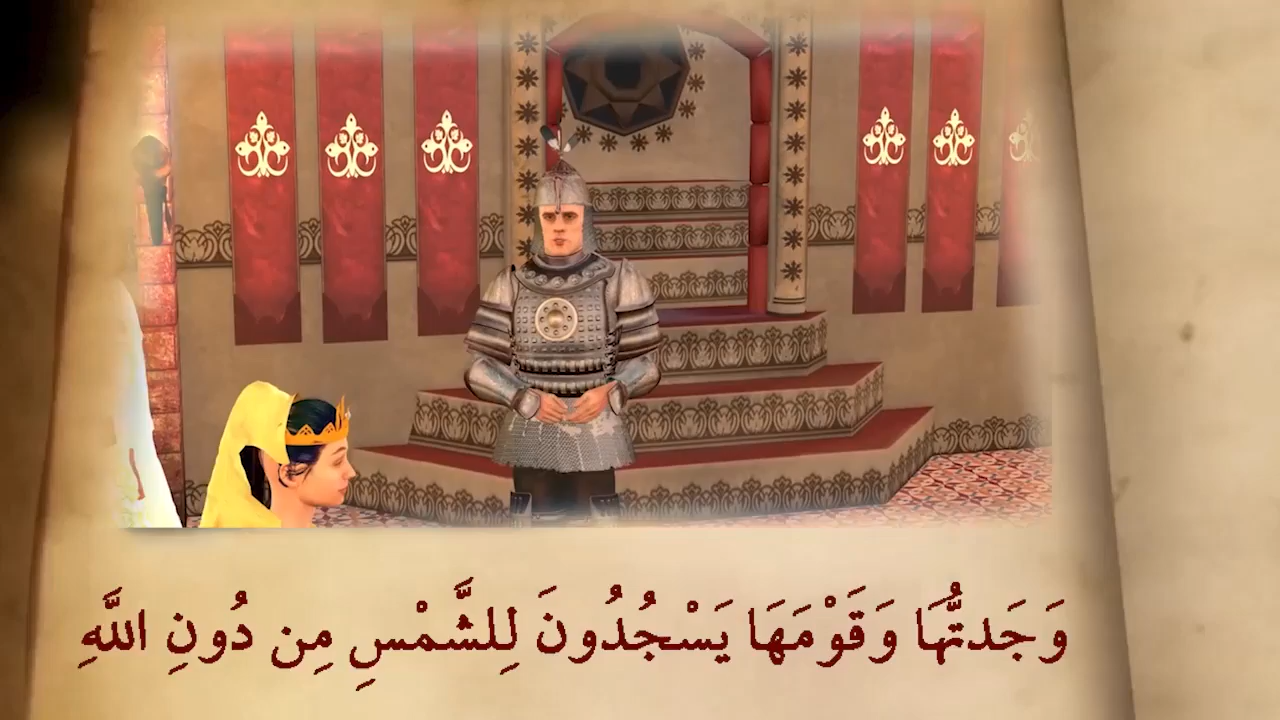 وَجَدتُّهَا وَقَوْمَهَا يَسْجُدُونَ لِلشَّمْسِ مِن دُونِ اللَّهِ